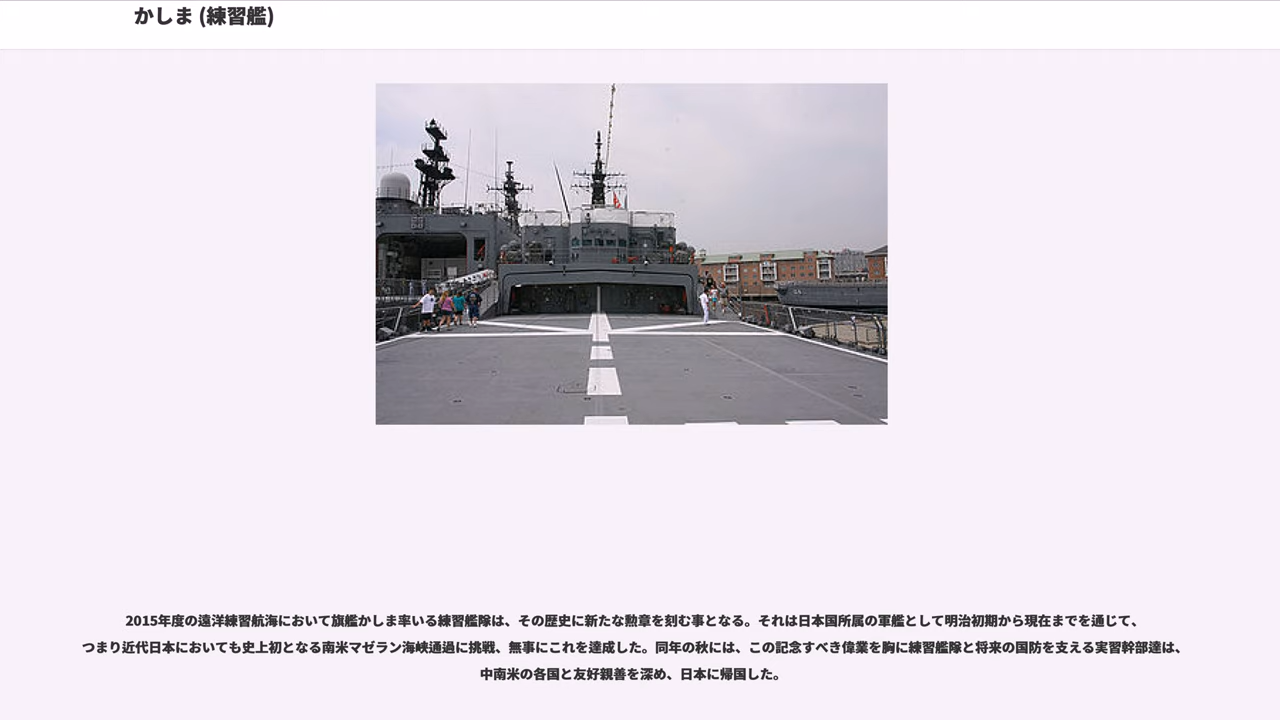 かしま (練習艦)
2015年度の遠洋練習航海において旗艦かしま率いる練習艦隊は、その歴史に新たな勲章を刻む事となる。それは日本国所属の軍艦として明治初期から現在までを通じて、
つまり近代日本においても史上初となる南米マゼラン海峡通過に挑戦、無事にこれを達成した。同年の秋には、この記念すべき偉業を胸に練習艦隊と将来の国防を支える実習幹部達は、
中南米の各国と友好親善を深め、日本に帰国した。